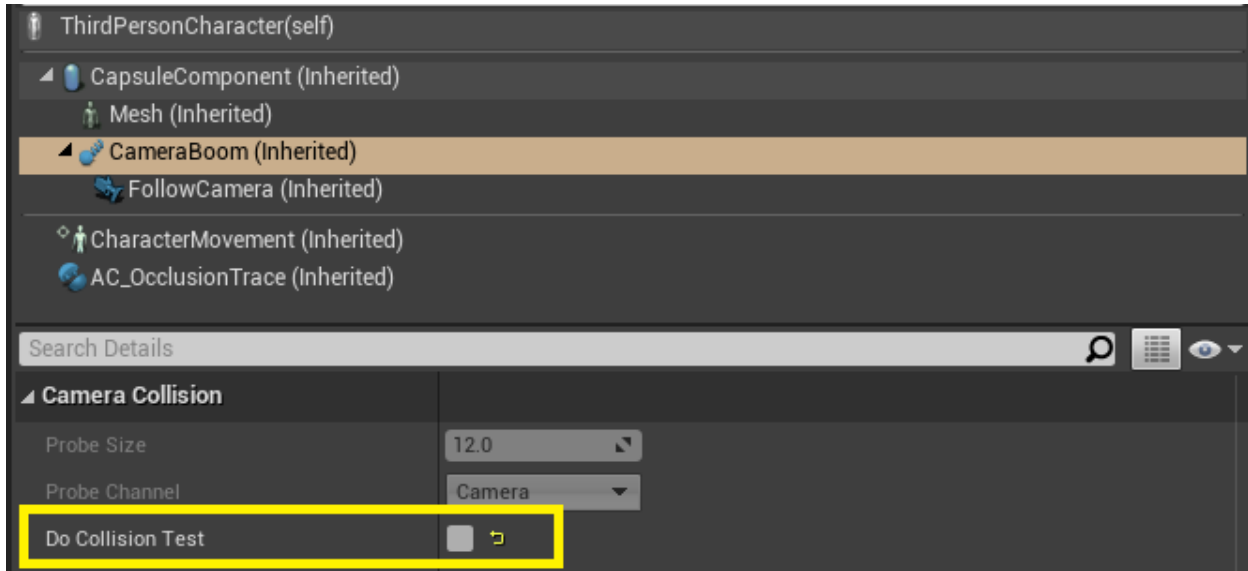 ThirdPersonCharacter(self)
CapsuleComponent (Inherited)
Mesh (Inherited)
CameraBoom (Inherited)
FollowCamera (Inherited)
CharacterMovement (Inherited)
AC_OcclusionTrace (Inherited)
Search Details
Camera Collision
Probe Size 12.0
Probe Channel Camera
Do Collision Test